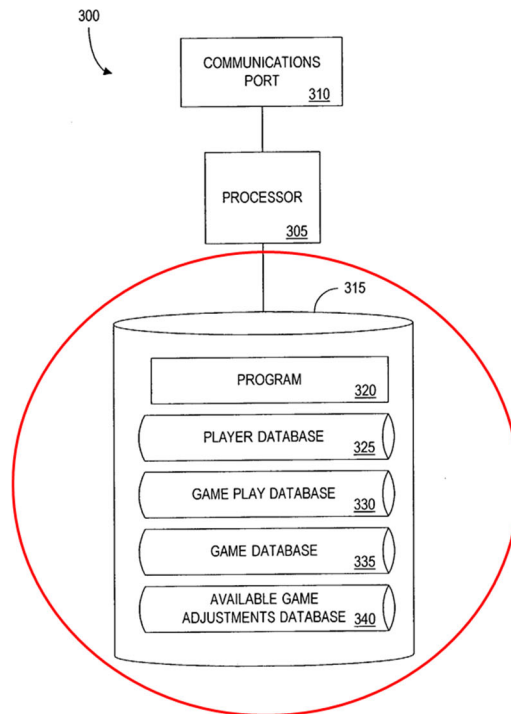 300
COMMUNICATIONS
PORT
310
PROCESSOR
305
315
PROGRAM
320
PLAYER DATABASE
325
GAME PLAY DATABASE
330
GAME DATABASE
335
AVAILABLE GAME
ADJUSTMENTS DATABASE
340